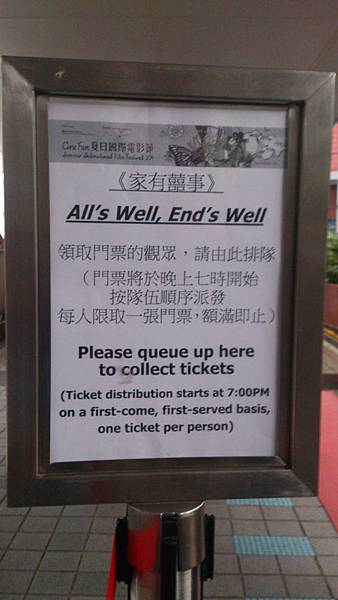 Cine Fan 夏日國際電影節
Summer International Film Festival
《家有囍事》
All's Well, End's Well
領取門票的觀眾，請由此排隊
（門票將於晚上七時開始
按隊伍順序派發
每人限取一張門票，額滿即止）
Please queue up here
to collect tickets
(Ticket distribution starts at 7:00PM
on a first-come, first-served basis,
one ticket per person)